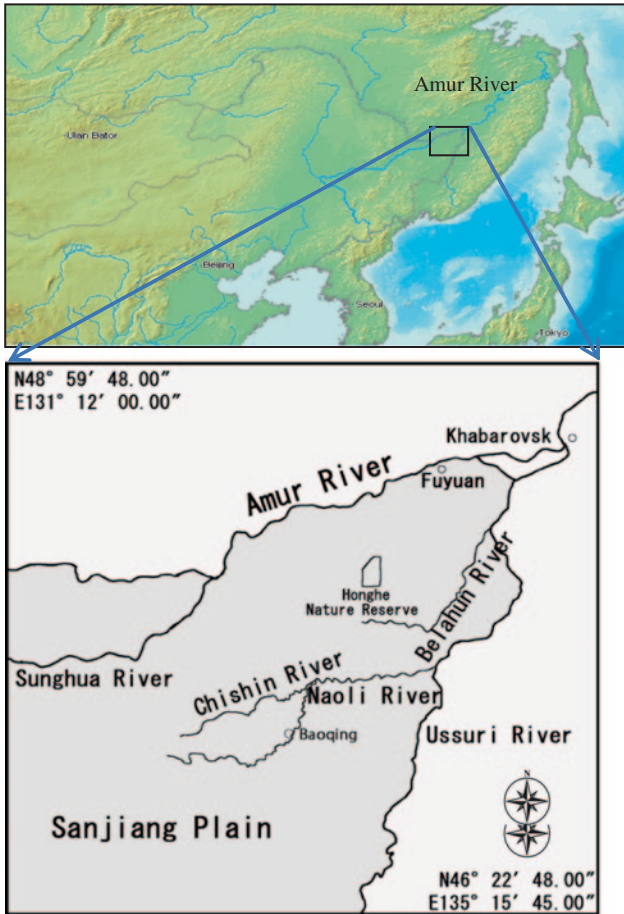 Amur River
Ulan Bator
Beijing
Seoul
Tokyo
N48° 59′ 48.00″
E131° 12′ 00.00″
Khabarovsk
Amur River
Fuyuan
Honghe
Nature Reserve
Belahun River
Sunghua River
Chishin River
Naoli River
Baoqing
Ussuri River
Sanjiang Plain
N
N46° 22′ 48.00″
E135° 15′ 45.00″